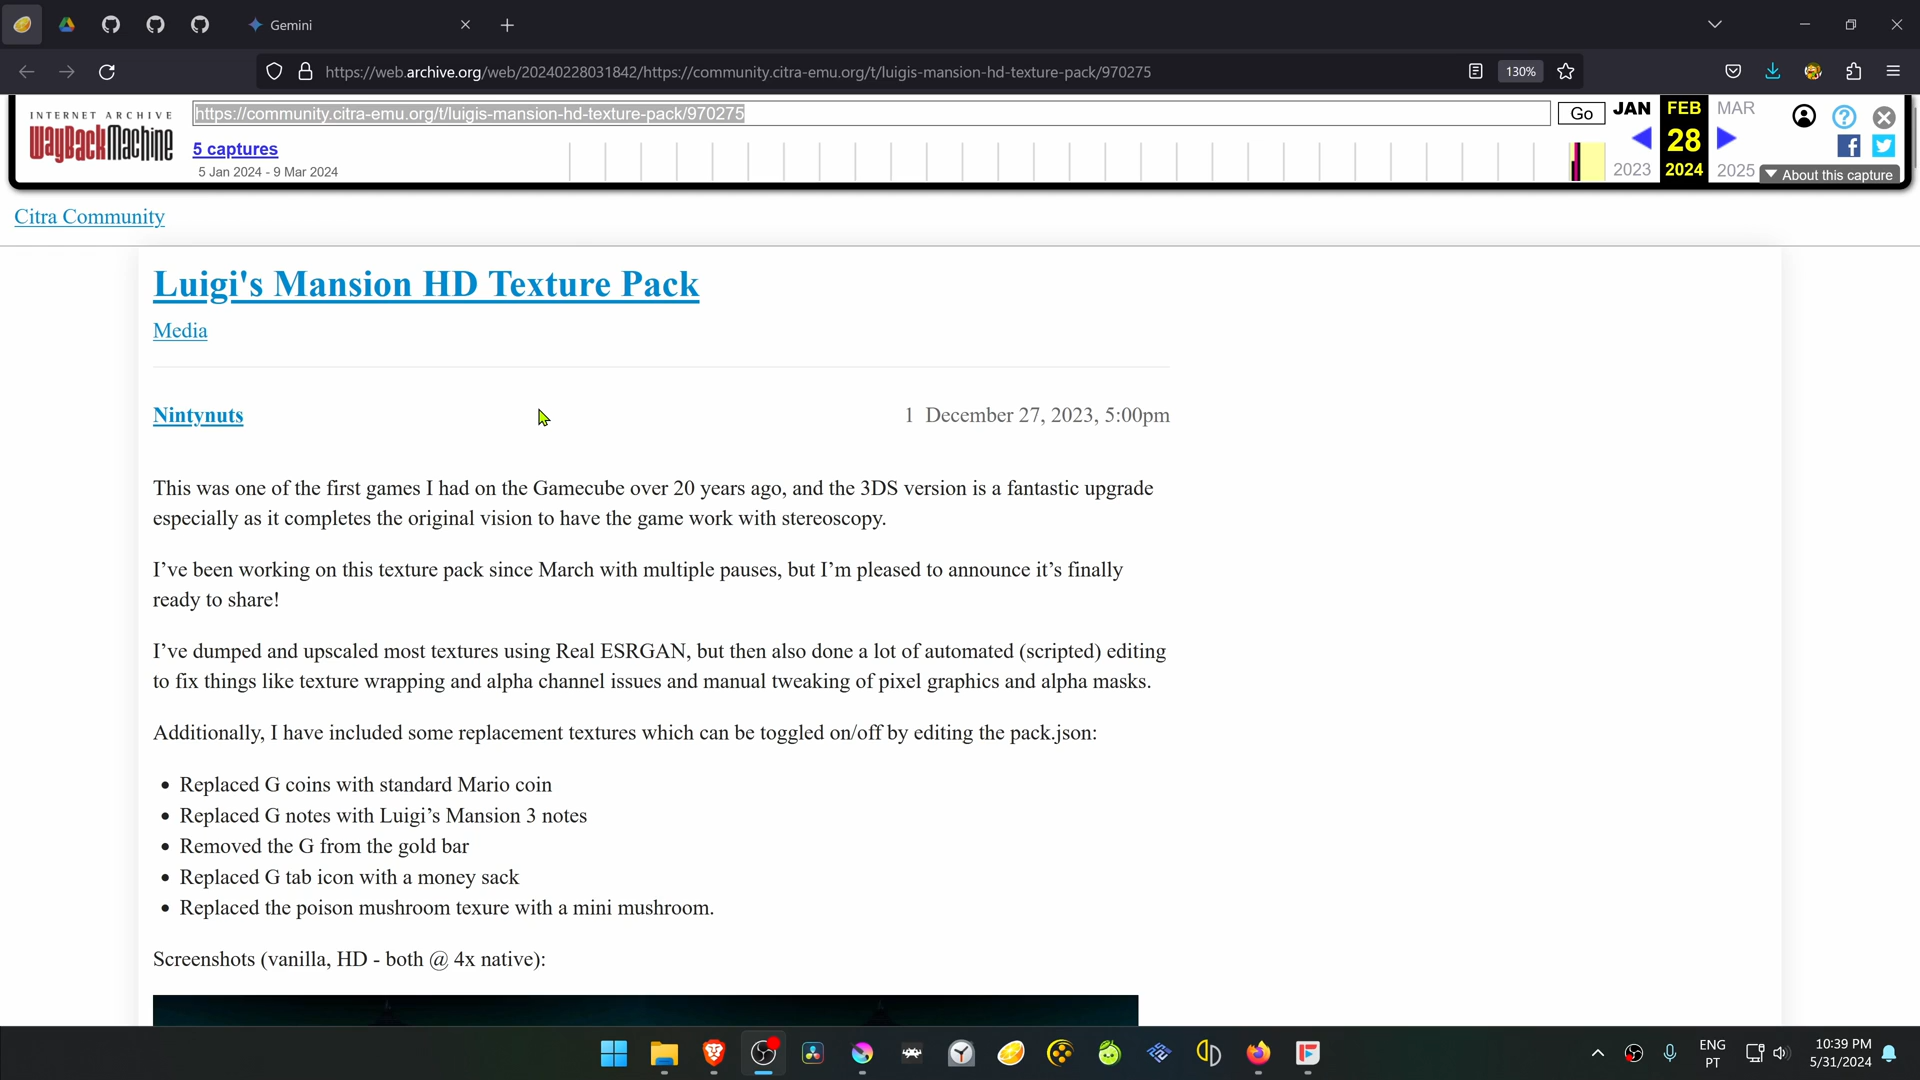 Gemini
https://web.archive.org/web/20240228031842/https://community.citra-emu.org/t/luigis-mansion-hd-texture-pack/970275
130%
INTERNET ARCHIVE
WayBackMachine
https://community.citra-emu.org/t/luigis-mansion-hd-texture-pack/970275
Go
JAN FEB MAR
5 captures
28
5 Jan 2024 - 9 Mar 2024
2023 2024 2025
About this capture
Citra Community
Luigi's Mansion HD Texture Pack
Media
Nintynuts
1 December 27, 2023, 5:00pm
This was one of the first games I had on the Gamecube over 20 years ago, and the 3DS version is a fantastic upgrade
especially as it completes the original vision to have the game work with stereoscopy.
I’ve been working on this texture pack since March with multiple pauses, but I’m pleased to announce it’s finally
ready to share!
I’ve dumped and upscaled most textures using Real ESRGAN, but then also done a lot of automated (scripted) editing
to fix things like texture wrapping and alpha channel issues and manual tweaking of pixel graphics and alpha masks.
Additionally, I have included some replacement textures which can be toggled on/off by editing the pack.json:
• Replaced G coins with standard Mario coin
• Replaced G notes with Luigi’s Mansion 3 notes
• Removed the G from the gold bar
• Replaced G tab icon with a money sack
• Replaced the poison mushroom texure with a mini mushroom.
Screenshots (vanilla, HD - both @ 4x native):
ENG
PT
10:39 PM
5/31/2024